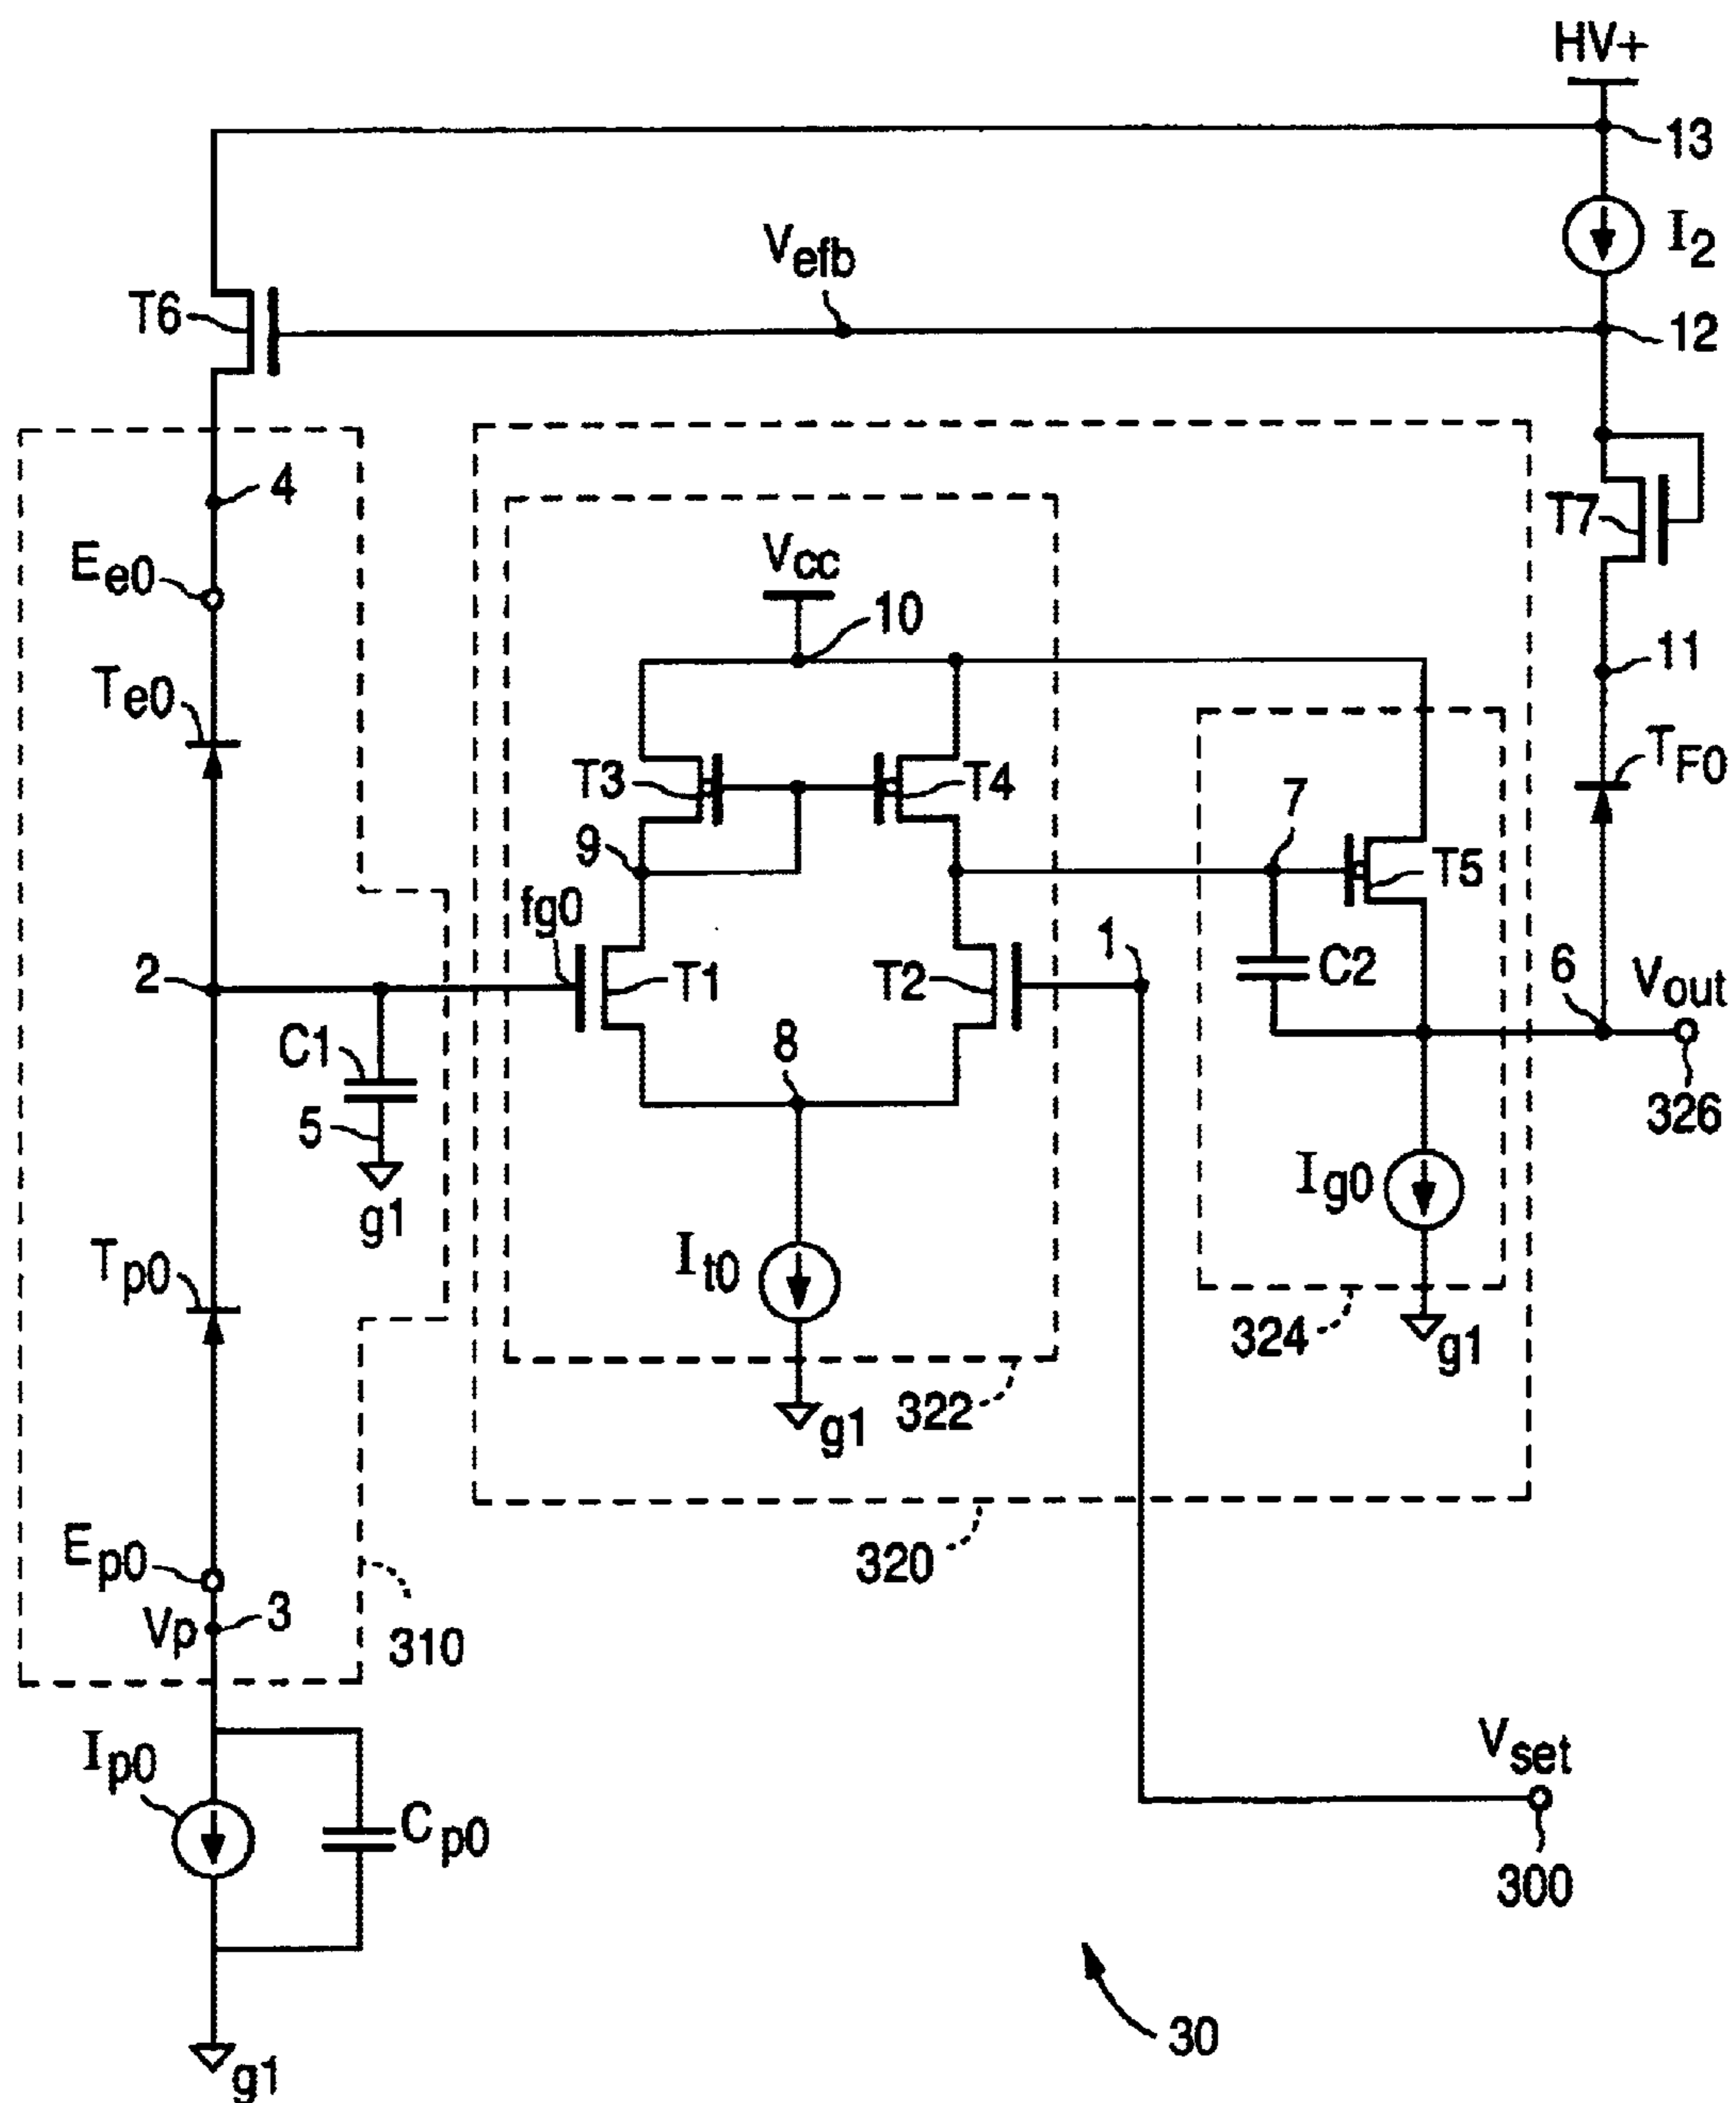 HV+
13
I2
Vefb
T6
12
4
Ee0
T7
Vcc
10
11
Te0
TF0
T3
T4
7
9
T5
fg0
1
2
T1
T2
C2
6
Vout
C1
8
5
326
g1
Ig0
Tp0
It0
324
g1
322
g1
Ep0
320
3
Vp
310
Ip0
Vset
Cp0
300
30
g1